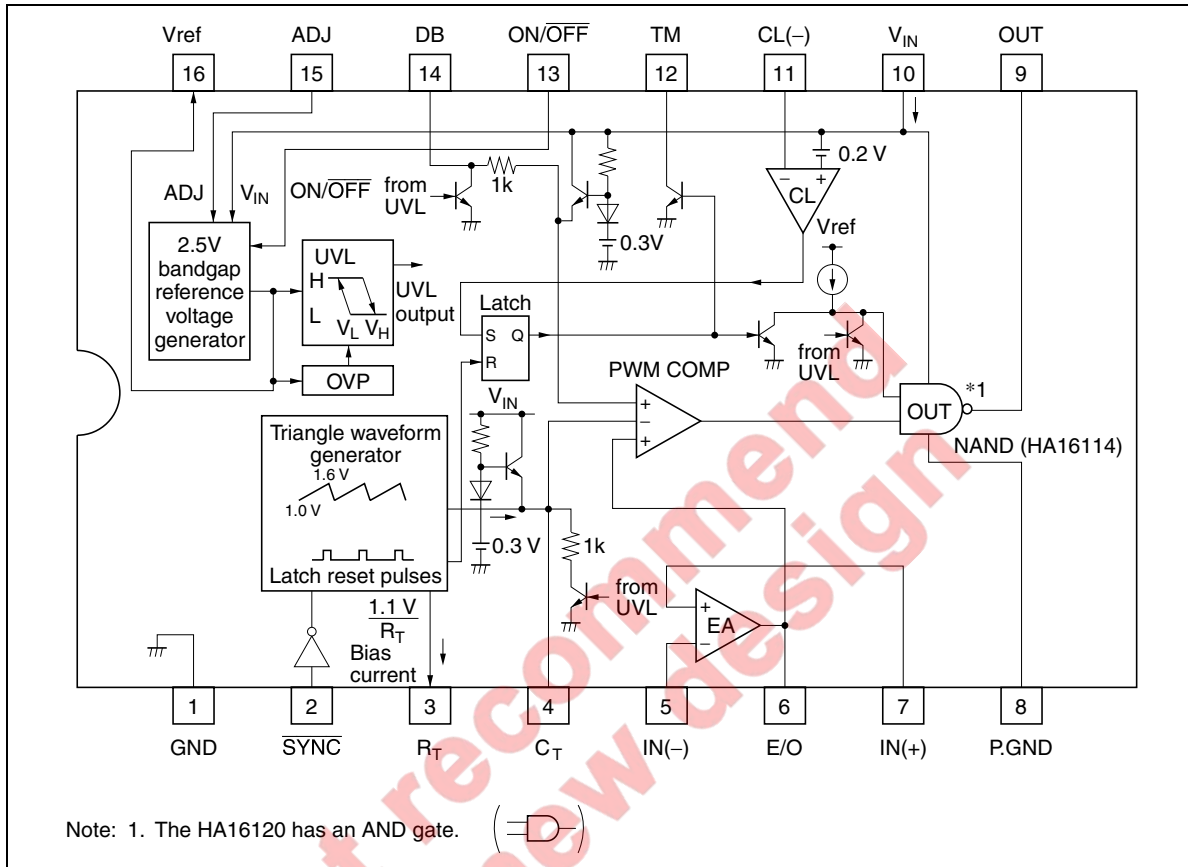 Vref ADJ DB ON/OFF TM CL(−) VIN OUT
16 15 14 13 12 11 10 9
0.2 V
1k
ADJ VIN ON/OFF from UVL
− +
CL
0.3V
Vref
2.5V bandgap reference voltage generator
UVL
H
L
VL VH
UVL output
OVP
Latch
S Q
R
from UVL
PWM COMP
+
−
+
*1
OUT
NAND (HA16114)
VIN
Triangle waveform generator
1.6 V
1.0 V
Latch reset pulses
0.3 V
1k
from UVL
+
EA
−
1.1 V
RT
Bias current
1 2 3 4 5 6 7 8
GND SYNC RT CT IN(−) E/O IN(+) P.GND
Note: 1. The HA16120 has an AND gate.
t recommend
new design